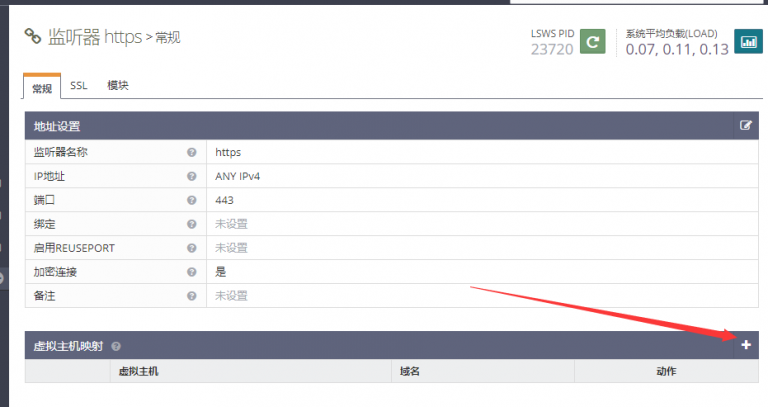 监听器 https > 常规
LSWS PID
23720
系统平均负载(LOAD)
0.07, 0.11, 0.13
常规 SSL 模块
地址设置
监听器名称 https
IP地址 ANY IPv4
端口 443
绑定 未设置
启用REUSEPORT 未设置
加密连接 是
备注 未设置
虚拟主机映射
虚拟主机 域名 动作